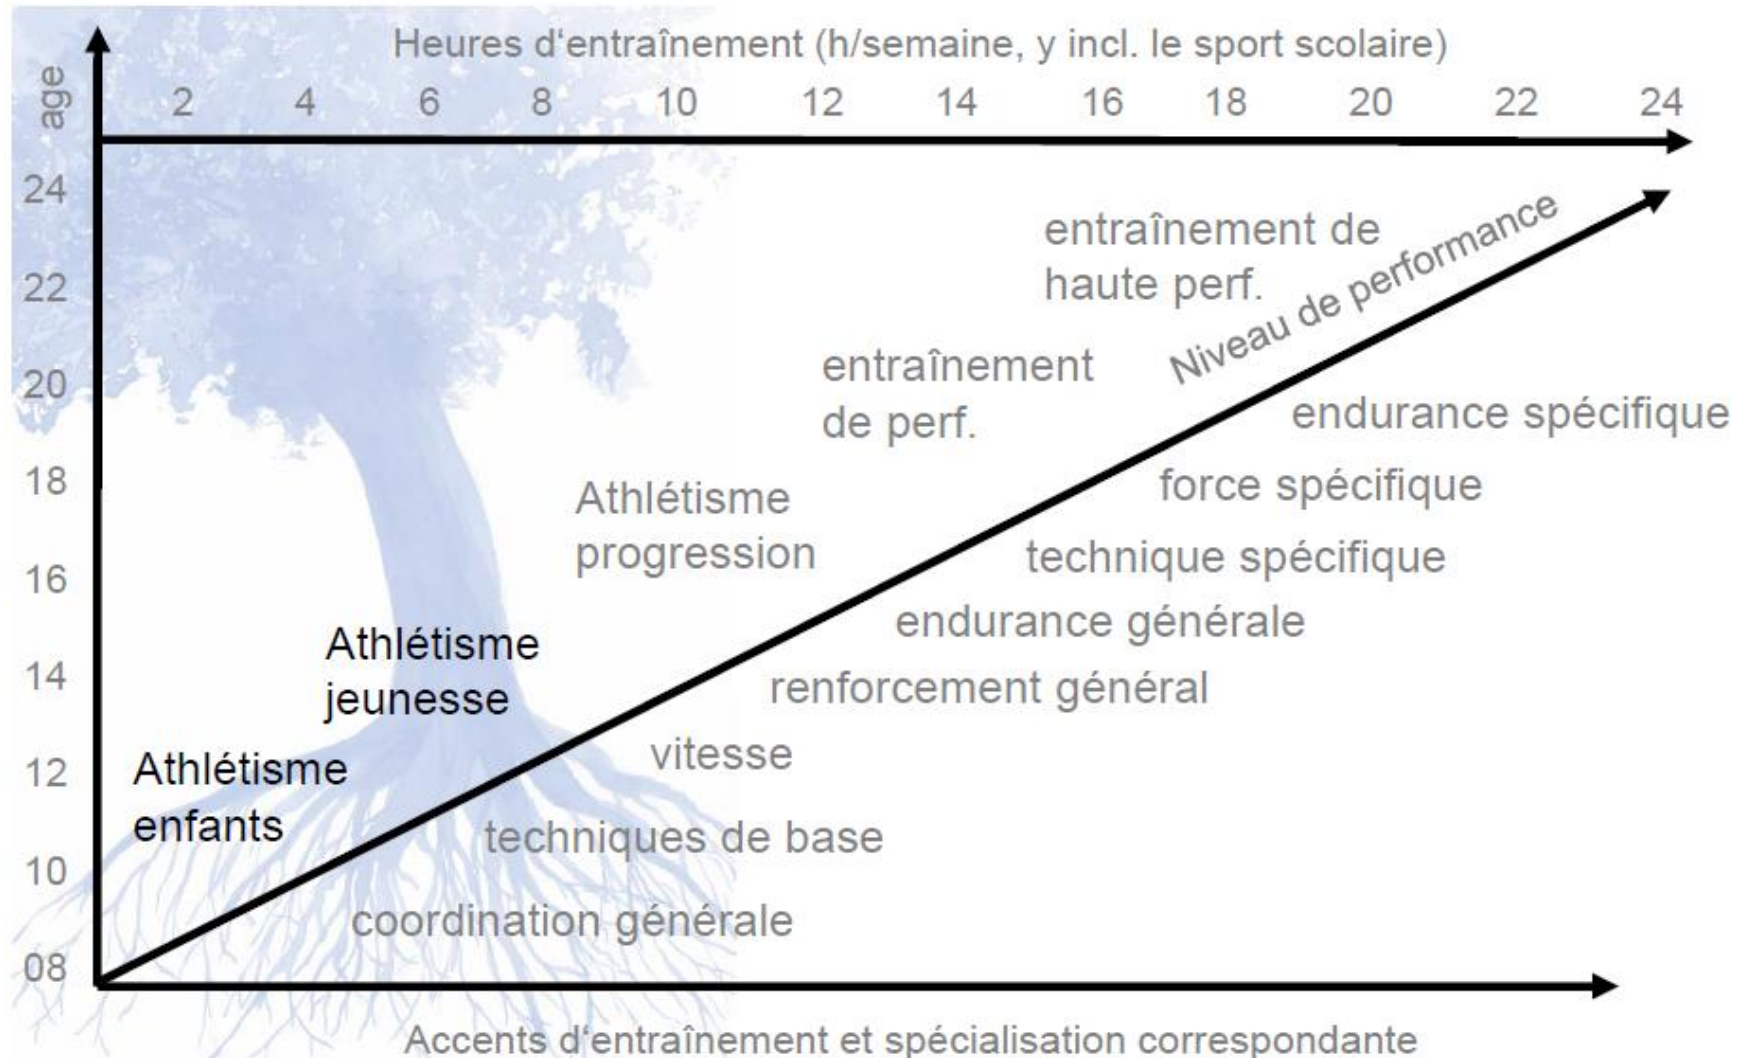 Heures d‘entraînement (h/semaine, y incl. le sport scolaire)
age
2 4 6 8 10 12 14 16 18 20 22 24
24
22
20
18
16
14
12
10
08
entraînement de
haute perf.
Niveau de performance
entraînement
de perf.
endurance spécifique
force spécifique
Athlétisme
progression
technique spécifique
endurance générale
Athlétisme
jeunesse
renforcement général
vitesse
Athlétisme
enfants
techniques de base
coordination générale
Accents d‘entraînement et spécialisation correspondante